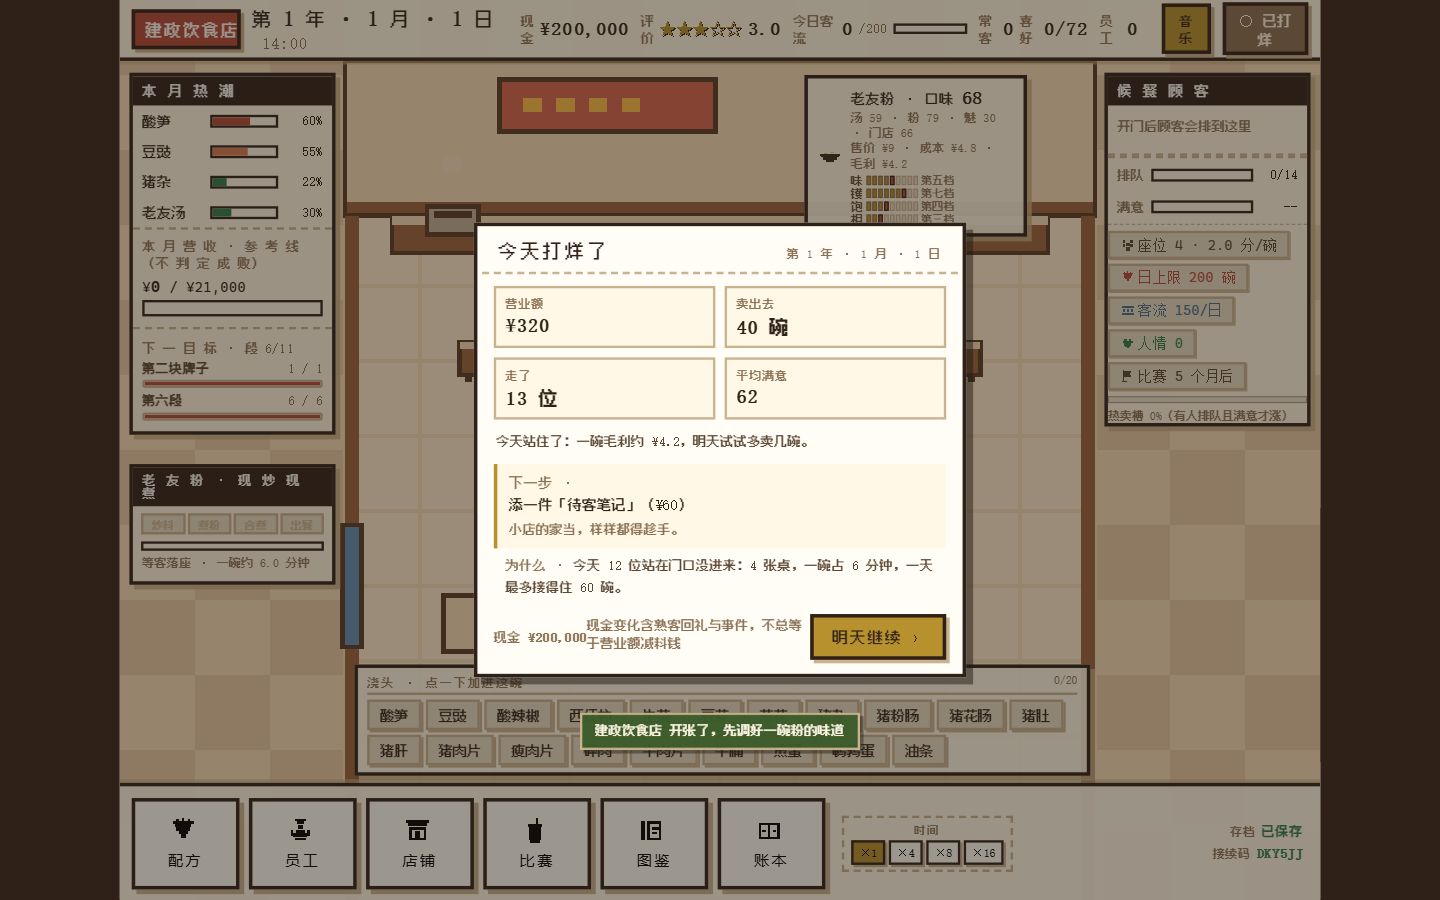 建政饮食店
第 1 年 · 1 月 · 1 日
14:00
现金 ¥200,000
评价 ★★★☆☆ 3.0
今日客流 0 /200
常客 0
喜好 0/72
员工 0
音乐
○ 已打烊
本月热潮
酸笋 60%
豆豉 55%
猪杂 22%
老友汤 30%
本月营收 · 参考线
(不判定成败)
¥0 / ¥21,000
下一目标 · 段 6/11
第二块牌子 1 / 1
第六段 6 / 6
老友粉 · 现炒现煮
炒料 煮粉 合煮 出锅
等客落座 · 一碗约 6.0 分钟
老友粉 · 口味 68
汤 59 · 粉 79 · 魅 30
· 门店 66
售价 ¥9 · 成本 ¥4.8 ·
毛利 ¥4.2
味 第五档
镬 第七档
饱 第四档
相 第三档
候餐顾客
开门后顾客会排到这里
排队 0/14
满意 --
座位 4 · 2.0 分/碗
日上限 200 碗
客流 150/日
人情 0
比赛 5 个月后
热卖槽 0% (有人排队且满意才涨)
今天打烊了
第 1 年 · 1 月 · 1 日
营业额
¥320
卖出去
40 碗
走了
13 位
平均满意
62
今天站住了: 一碗毛利约 ¥4.2, 明天试试多卖几碗。
下一步 ·
添一件「待客笔记」 (¥60)
小店的家当, 样样都得趁手。
为什么 · 今天 12 位站在门口没进来: 4 张桌, 一碗占 6 分钟, 一天
最多接得住 60 碗。
现金 ¥200,000
现金变化含熟客回礼与事件, 不总等
于营业额减料钱
明天继续 ›
浇头 · 点一下加进这碗 0/20
酸笋 豆豉 酸辣椒 猪粉肠 猪花肠 猪肚
猪肝 猪肉片 瘦肉片 油条
建政饮食店 开张了, 先调好一碗粉的味道
配方
员工
店铺
比赛
图鉴
账本
时间
×1 ×4 ×8 ×16
存档 已保存
接续码 DKY5JJ